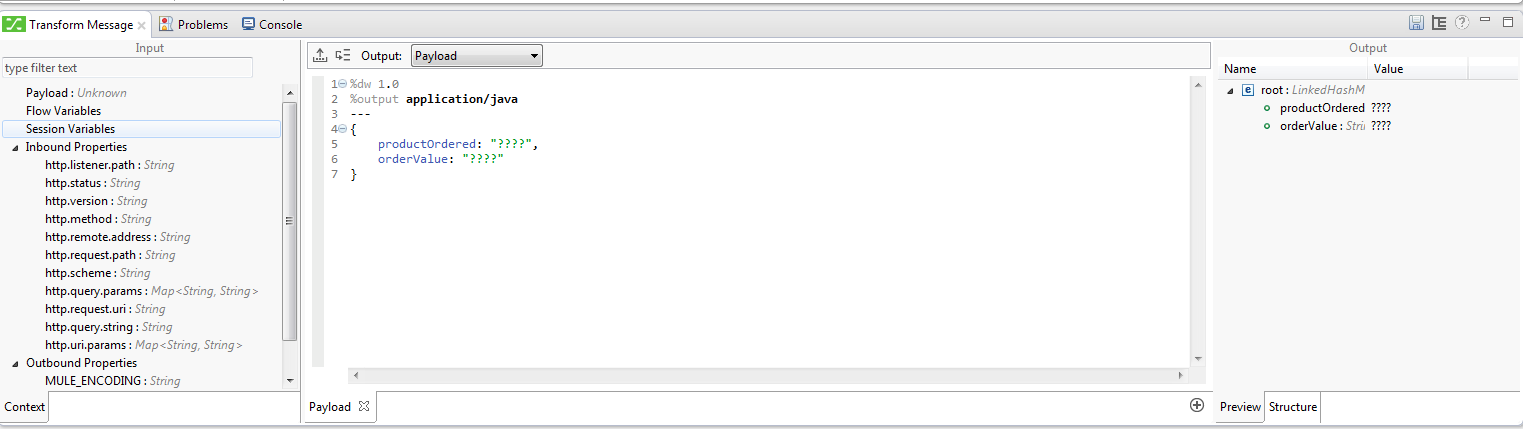 Transform Message Problems Console
Input
type filter text
Payload : Unknown
Flow Variables
Session Variables
Inbound Properties
http.listener.path : String
http.status : String
http.version : String
http.method : String
http.remote.address : String
http.request.path : String
http.scheme : String
http.query.params : Map<String, String>
http.request.uri : String
http.query.string : String
http.uri.params : Map<String, String>
Outbound Properties
MULE_ENCODING : String
Context
Output: Payload
1 %dw 1.0
2 %output application/java
3 ---
4 {
5 productOrdered: "????",
6 orderValue: "????"
7 }
Payload
Output
Name Value
root : LinkedHashM
productOrdered ????
orderValue : Stri ????
Preview Structure